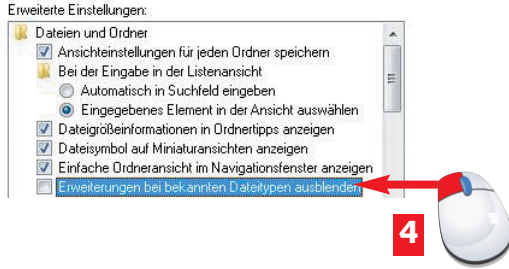 Erweiterte Einstellungen:
Dateien und Ordner
Ansichteinstellungen für jeden Ordner speichern
Bei der Eingabe in der Listenansicht
Automatisch in Suchfeld eingeben
Eingegebenes Element in der Ansicht auswählen
Dateigrößeinformationen in Ordnertipps anzeigen
Dateisymbol auf Miniaturansichten anzeigen
Einfache Ordneransicht im Navigationsfenster anzeigen
Erweiterungen bei bekannten Dateitypen ausblenden
4